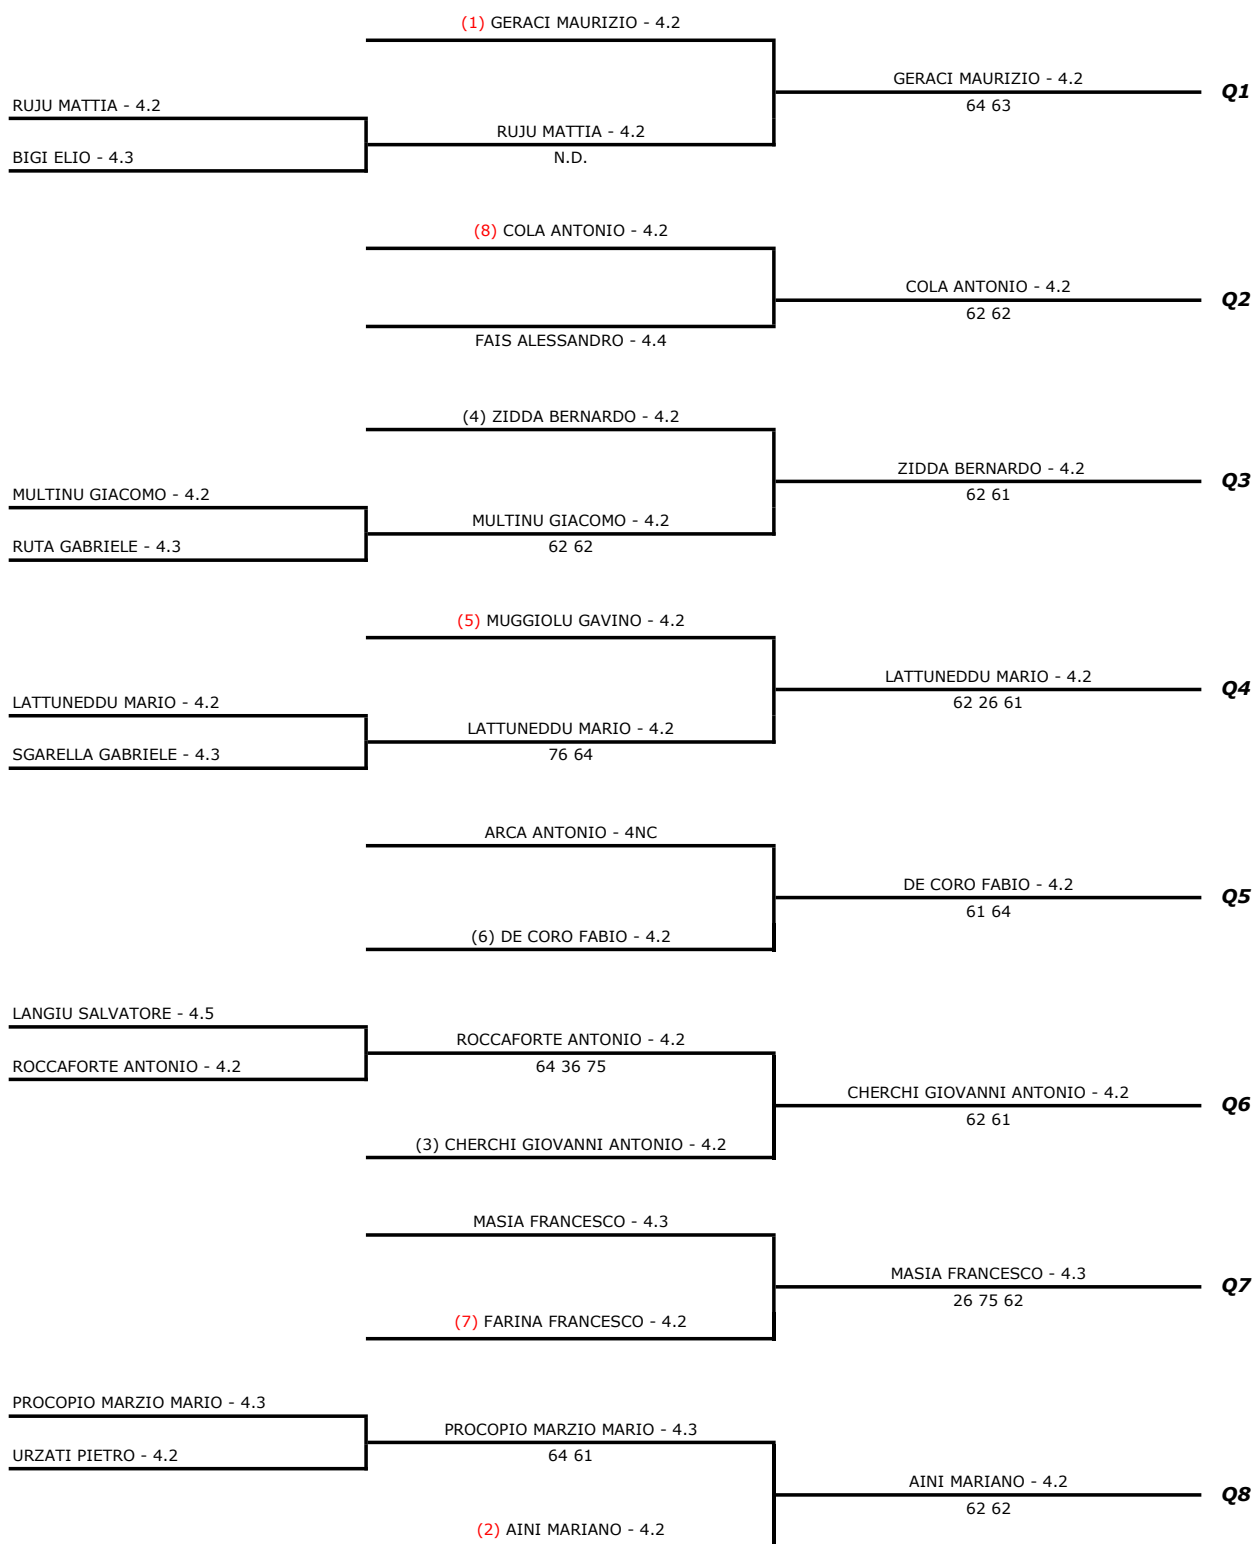 (1) GERACI MAURIZIO - 4.2
GERACI MAURIZIO - 4.2
Q1
64 63
RUJU MATTIA - 4.2
RUJU MATTIA - 4.2
BIGI ELIO - 4.3
N.D.
(8) COLA ANTONIO - 4.2
COLA ANTONIO - 4.2
Q2
62 62
FAIS ALESSANDRO - 4.4
(4) ZIDDA BERNARDO - 4.2
ZIDDA BERNARDO - 4.2
Q3
62 61
MULTINU GIACOMO - 4.2
MULTINU GIACOMO - 4.2
RUTA GABRIELE - 4.3
62 62
(5) MUGGIOLU GAVINO - 4.2
LATTUNEDDU MARIO - 4.2
Q4
62 26 61
LATTUNEDDU MARIO - 4.2
LATTUNEDDU MARIO - 4.2
SGARELLA GABRIELE - 4.3
76 64
ARCA ANTONIO - 4NC
DE CORO FABIO - 4.2
Q5
61 64
(6) DE CORO FABIO - 4.2
LANGIU SALVATORE - 4.5
ROCCAFORTE ANTONIO - 4.2
ROCCAFORTE ANTONIO - 4.2
64 36 75
CHERCHI GIOVANNI ANTONIO - 4.2
Q6
62 61
(3) CHERCHI GIOVANNI ANTONIO - 4.2
MASIA FRANCESCO - 4.3
MASIA FRANCESCO - 4.3
Q7
26 75 62
(7) FARINA FRANCESCO - 4.2
PROCOPIO MARZIO MARIO - 4.3
PROCOPIO MARZIO MARIO - 4.3
URZATI PIETRO - 4.2
64 61
AINI MARIANO - 4.2
Q8
62 62
(2) AINI MARIANO - 4.2